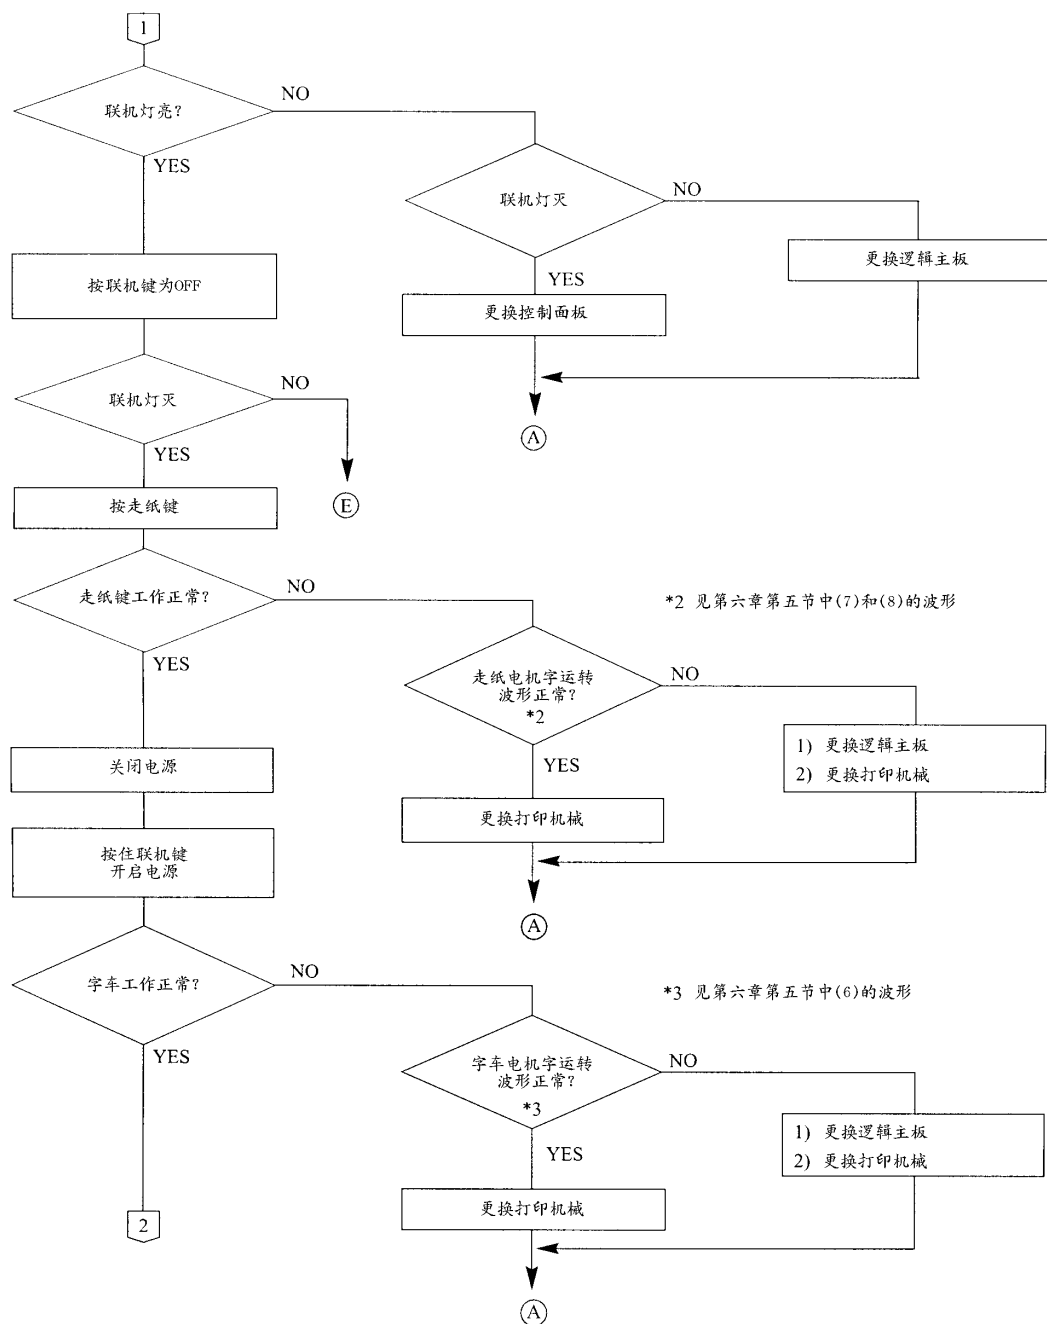 1
联机灯亮?
NO
YES
联机灯灭
NO
YES
按联机键为OFF
更换逻辑主板
更换控制面板
联机灯灭
NO
YES
A
E
按走纸键
走纸键工作正常?
NO
YES
*2 见第六章第五节中(7)和(8)的波形
走纸电机字运转
波形正常?
*2
NO
YES
1) 更换逻辑主板
2) 更换打印机械
关闭电源
更换打印机械
按住联机键
开启电源
A
字车工作正常?
NO
YES
*3 见第六章第五节中(6)的波形
字车电机字运转
波形正常?
*3
NO
YES
1) 更换逻辑主板
2) 更换打印机械
更换打印机械
2
A